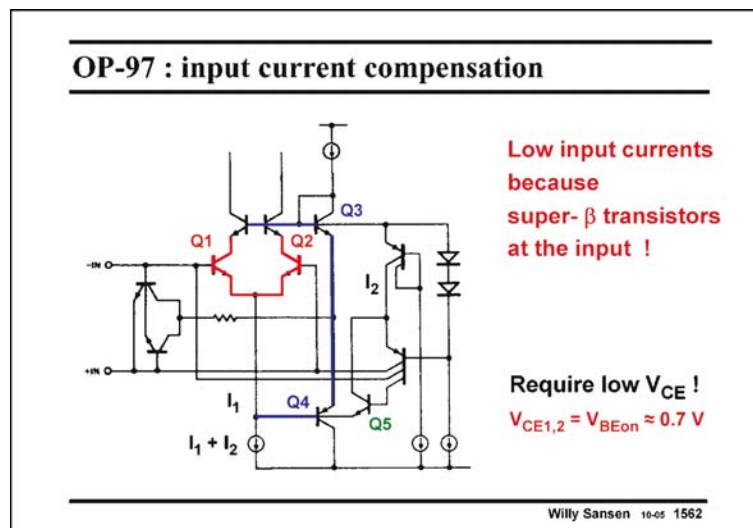 OP-97 : input current compensation
Low input currents
because
super- β transistors
at the input !
Q3
Q1
Q2
−IN
I2
+IN
I1
Q4
Q5
I1 + I2
Require low VCE !
VCE1,2 = VBEon ≈ 0.7 V
Willy Sansen 10-05 1562